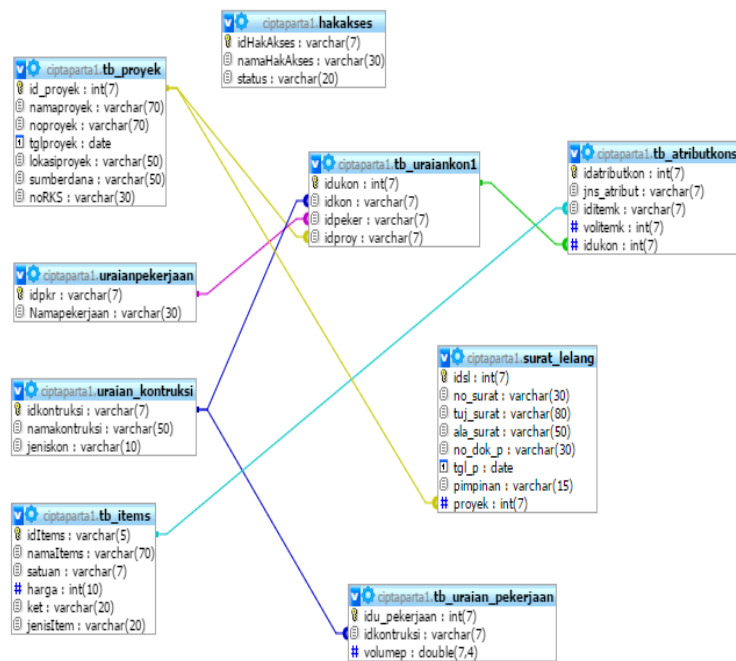 ciptaparta1.hakakses
idHakAkses : varchar(7)
namaHakAkses : varchar(30)
status : varchar(20)
ciptaparta1.tb_proyek
id_proyek : int(7)
namaproyek : varchar(70)
noproyek : varchar(70)
tglproyek : date
lokasiproyek : varchar(50)
sumberdana : varchar(50)
noRKS : varchar(30)
ciptaparta1.tb_uraiankon1
idukon : int(7)
idkon : varchar(7)
idpeker : varchar(7)
idproy : varchar(7)
ciptaparta1.tb_atributkons
idatributkon : int(7)
jns_atribut : varchar(7)
iditemk : varchar(7)
# volitemk : int(7)
# idukon : int(7)
ciptaparta1.uraianpekerjaan
idpkr : varchar(7)
Namapekerjaan : varchar(30)
ciptaparta1.surat_lelang
idsl : int(7)
no_surat : varchar(30)
tuj_surat : varchar(80)
ala_surat : varchar(50)
no_dok_p : varchar(30)
tgl_p : date
pimpinan : varchar(15)
# proyek : int(7)
ciptaparta1.uraian_kontruksi
idkontruksi : varchar(7)
namakontruksi : varchar(50)
jeniskon : varchar(10)
ciptaparta1.tb_items
idItems : varchar(5)
namaItems : varchar(70)
satuan : varchar(7)
# harga : int(10)
ket : varchar(20)
jenisItem : varchar(20)
ciptaparta1.tb_uraian_pekerjaan
idu_pekerjaan : int(7)
idkontruksi : varchar(7)
# volumep : double(7,4)